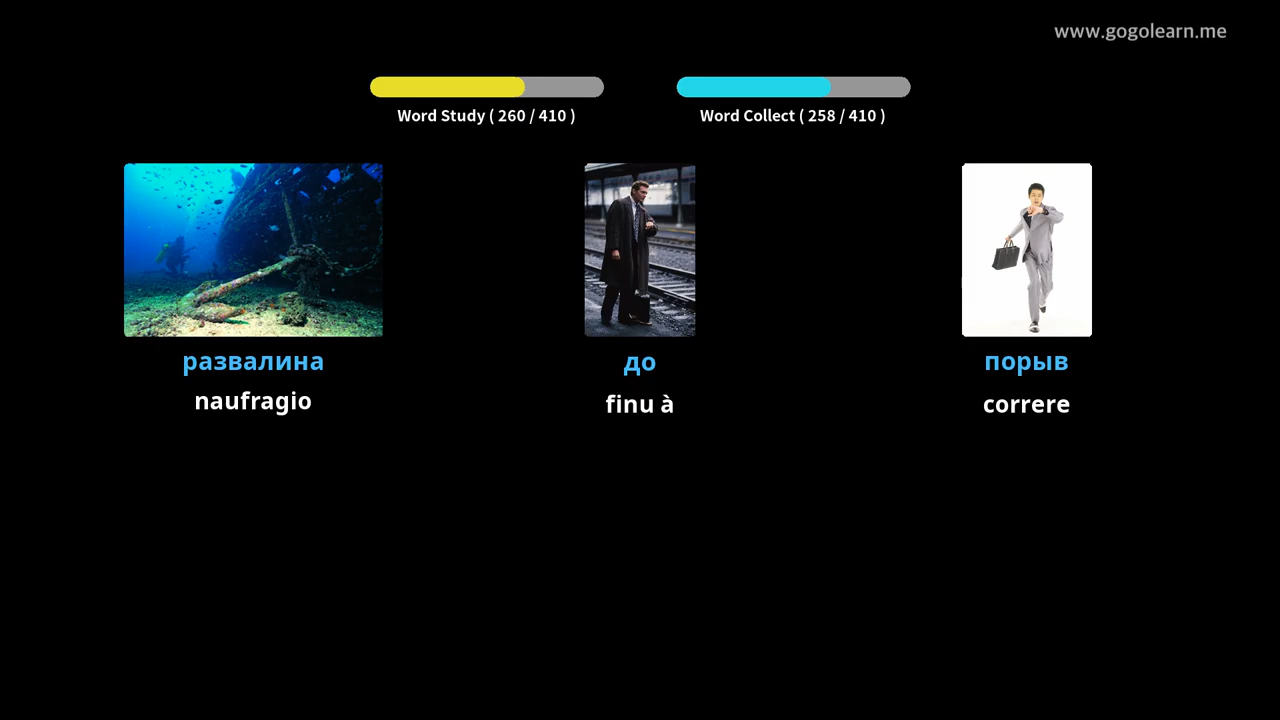 www.gogolearn.me
Word Study ( 260 / 410 )
Word Collect ( 258 / 410 )
развалина
naufragio
до
finu à
порыв
correre